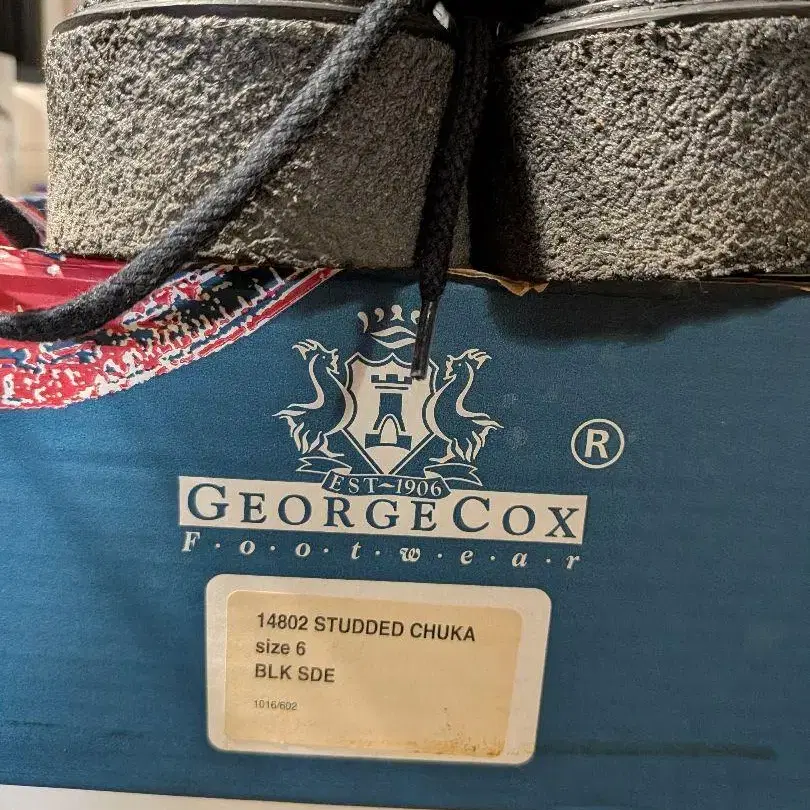 EST~1906
GEORGE COX
®
F·o·o·t·w·e·a·r
14802 STUDDED CHUKA
size 6
BLK SDE
1016/602